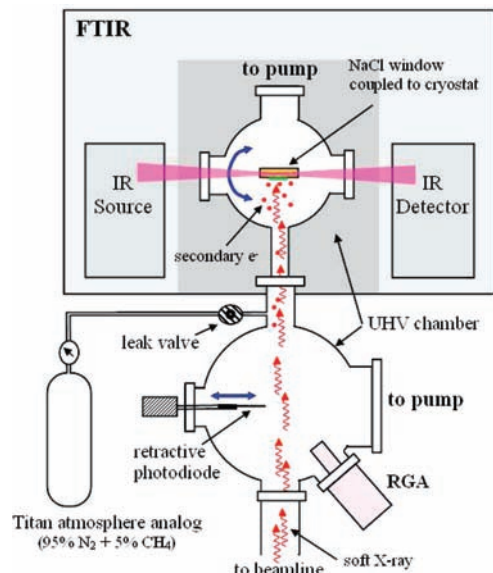 FTIR
to pump
NaCl window
coupled to cryostat
IR
Source
IR
Detector
secondary e-
UHV chamber
leak valve
to pump
retractive
photodiode
RGA
Titan atmosphere analog
(95% N₂ + 5% CH₄)
soft X-ray
to beamline